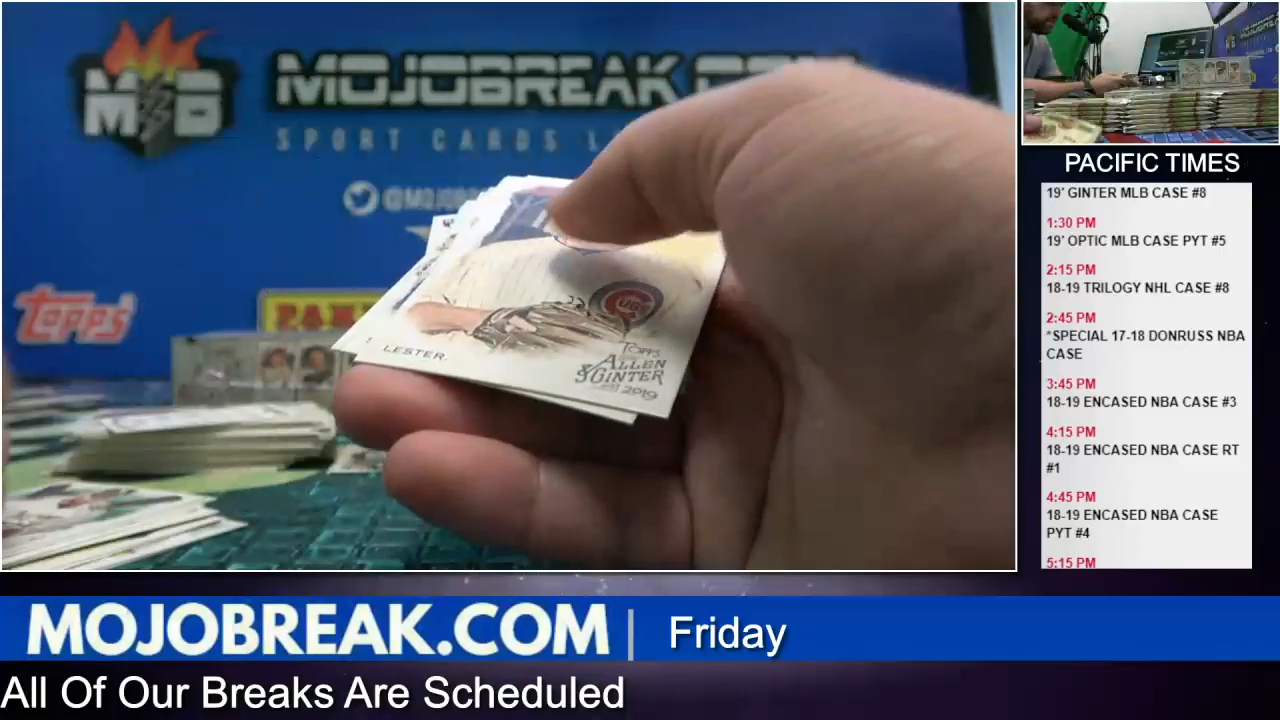 MB
MOJOBREAK
SPORT CARDS L
@MOJOB
TOPPS
CUBS
LESTER.
TOPPS
ALLEN
& GINTER
2019
PACIFIC TIMES
19' GINTER MLB CASE #8
1:30 PM
19' OPTIC MLB CASE PYT #5
2:15 PM
18-19 TRILOGY NHL CASE #8
2:45 PM
*SPECIAL 17-18 DONRUSS NBA
CASE
3:45 PM
18-19 ENCASED NBA CASE #3
4:15 PM
18-19 ENCASED NBA CASE RT
#1
4:45 PM
18-19 ENCASED NBA CASE
PYT #4
5:15 PM
MOJOBREAK.COM
Friday
All Of Our Breaks Are Scheduled